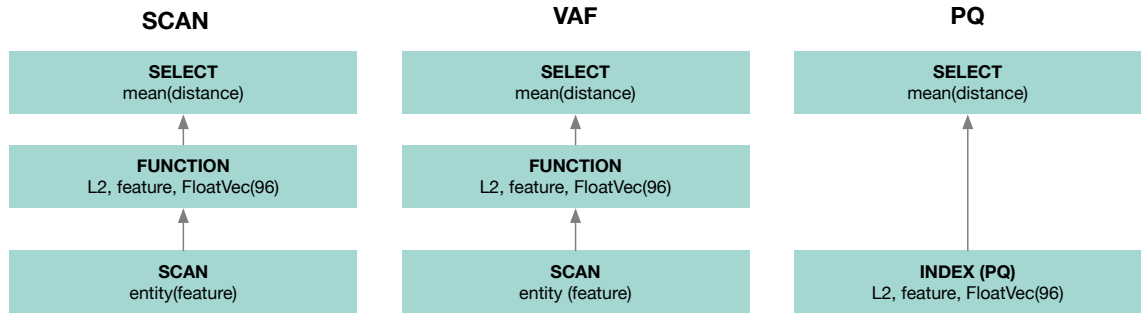 SCAN
SELECT
mean(distance)
FUNCTION
L2, feature, FloatVec(96)
SCAN
entity(feature)
VAF
SELECT
mean(distance)
FUNCTION
L2, feature, FloatVec(96)
SCAN
entity (feature)
PQ
SELECT
mean(distance)
INDEX (PQ)
L2, feature, FloatVec(96)